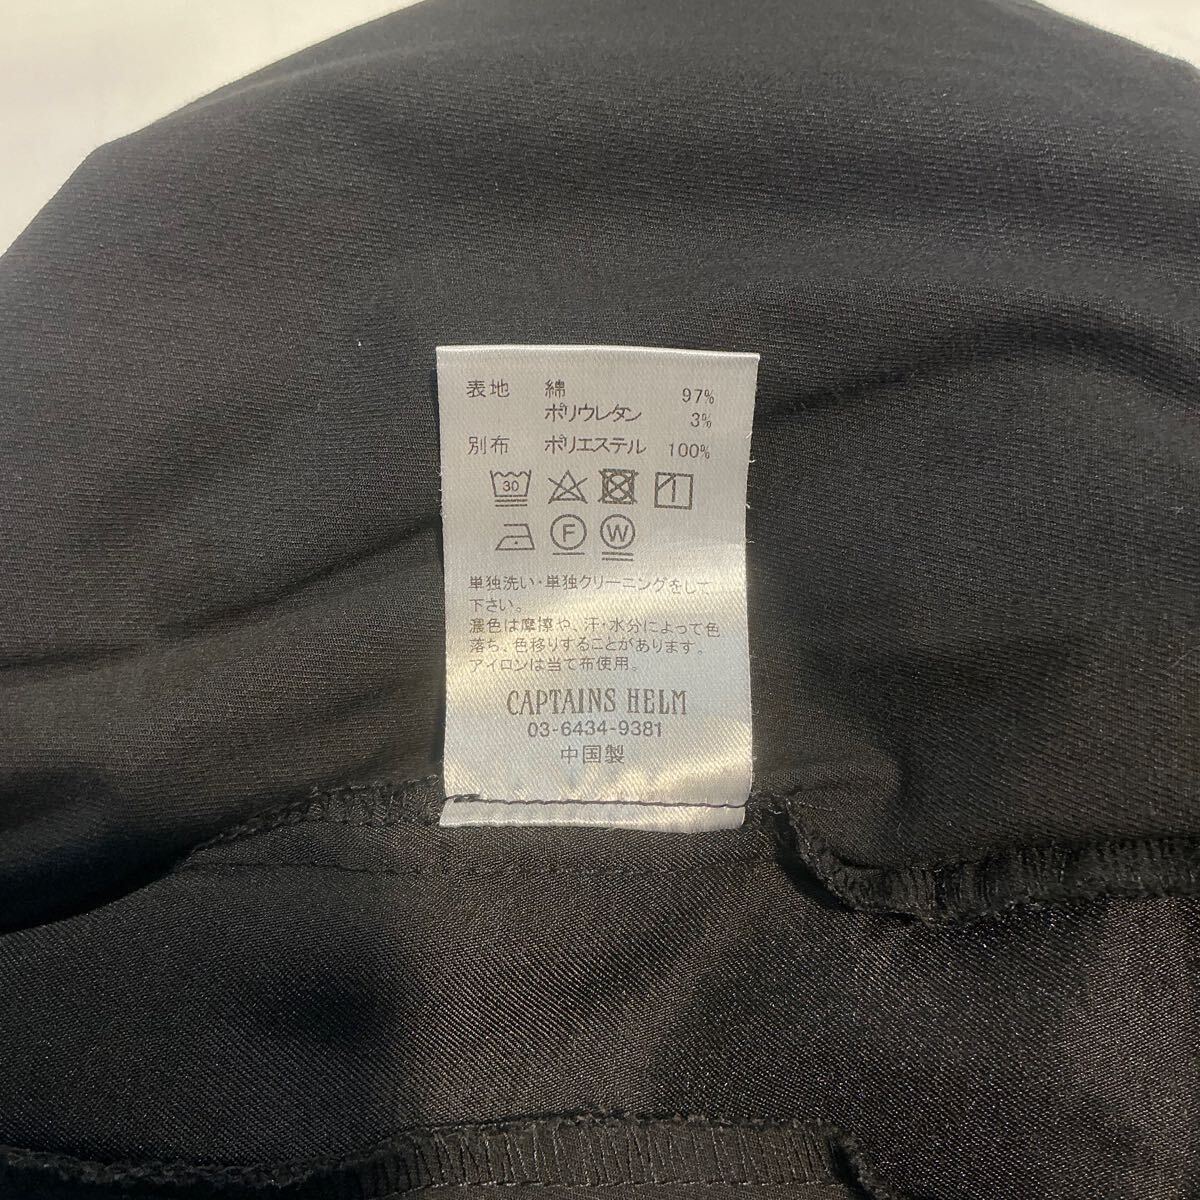 表地 綿 97%
ポリウレタン 3%
別布 ポリエステル 100%
30
F W
単独洗い・単独クリーニングをして
下さい。
濃色は摩擦や、汗・水分によって色
落ち、色移りすることがあります。
アイロンは当て布使用。
CAPTAINS HELM
03-6434-9381
中国製